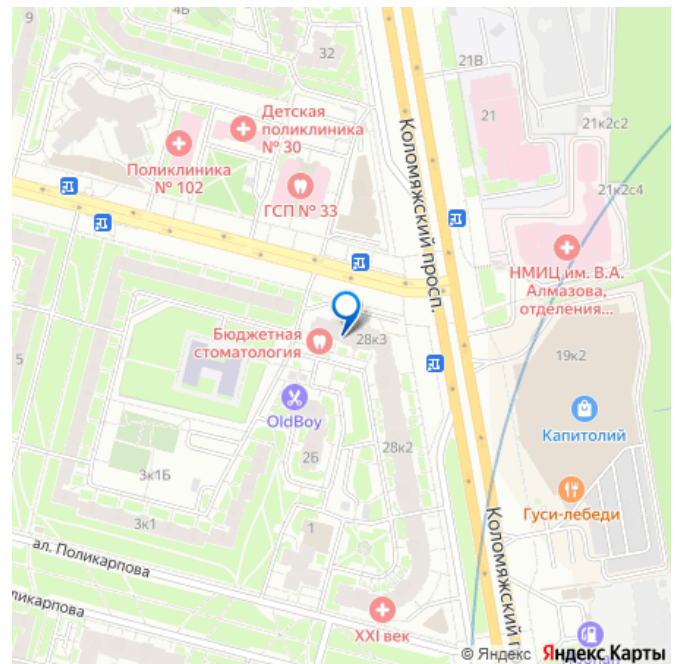 4Б
32
21В
Детская
поликлиника
№ 30
Поликлиника
№ 102
ГСП № 33
Коломяжский просп.
21
21к2с2
21к2с4
НМИЦ им. В.А.
Алмазова,
отделения...
Бюджетная
стоматология
28к3
19к2
5
OldBoy
Капитолий
28к2
2Б
3к1Б
Гуси-лебеди
3к1
1
ал. Поликарпова
Коломяжский п
ликарпова
XXI век
© Яндекс Яндекс Карты